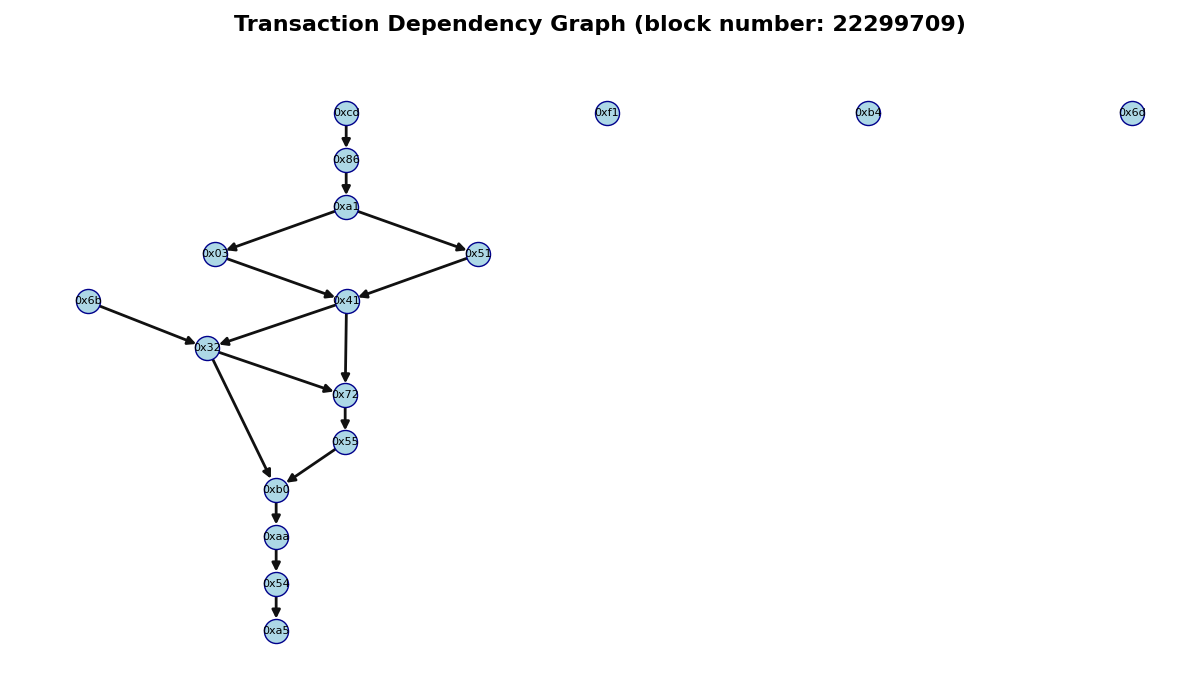 Transaction Dependency Graph (block number: 22299709)
0xcd 0xf1 0xb4 0x6d
0x86
0xa1
0x03 0x51
0x6b 0x41
0x32
0x72
0x55
0xb0
0xaa
0x54
0xa5